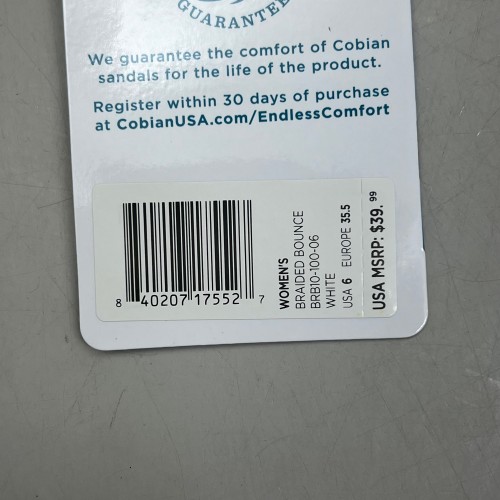 GUARANTEE
We guarantee the comfort of Cobian
sandals for the life of the product.
Register within 30 days of purchase
at CobianUSA.com/EndlessComfort
8 40207 17552 7
WOMEN'S
BRAIDED BOUNCE
BRB10-100-06
WHITE
USA 6 EUROPE 35.5
USA MSRP: $39.99